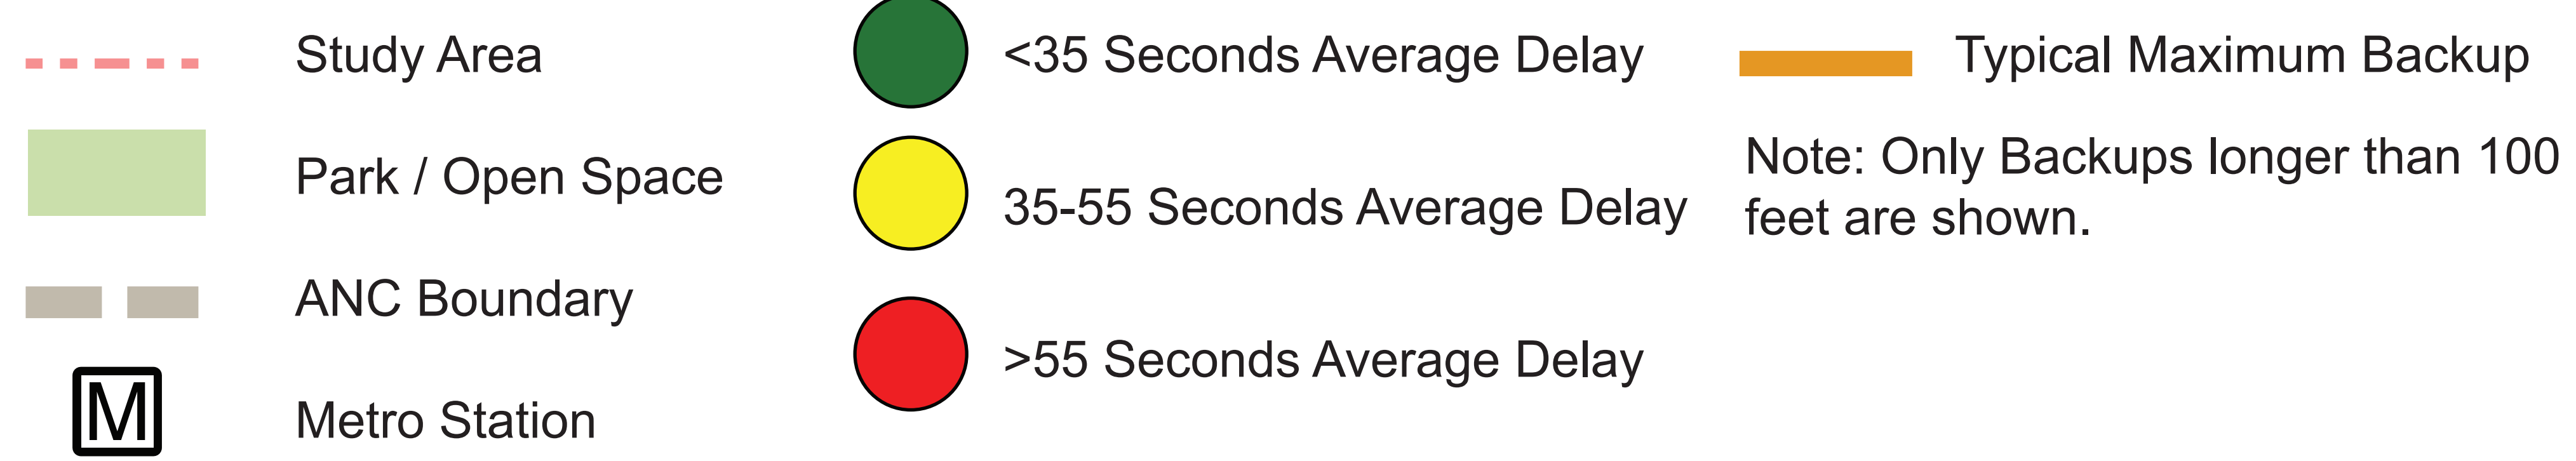 Study Area
Park / Open Space
ANC Boundary
M
Metro Station
<35 Seconds Average Delay
35-55 Seconds Average Delay
>55 Seconds Average Delay
Typical Maximum Backup
Note: Only Backups longer than 100
feet are shown.